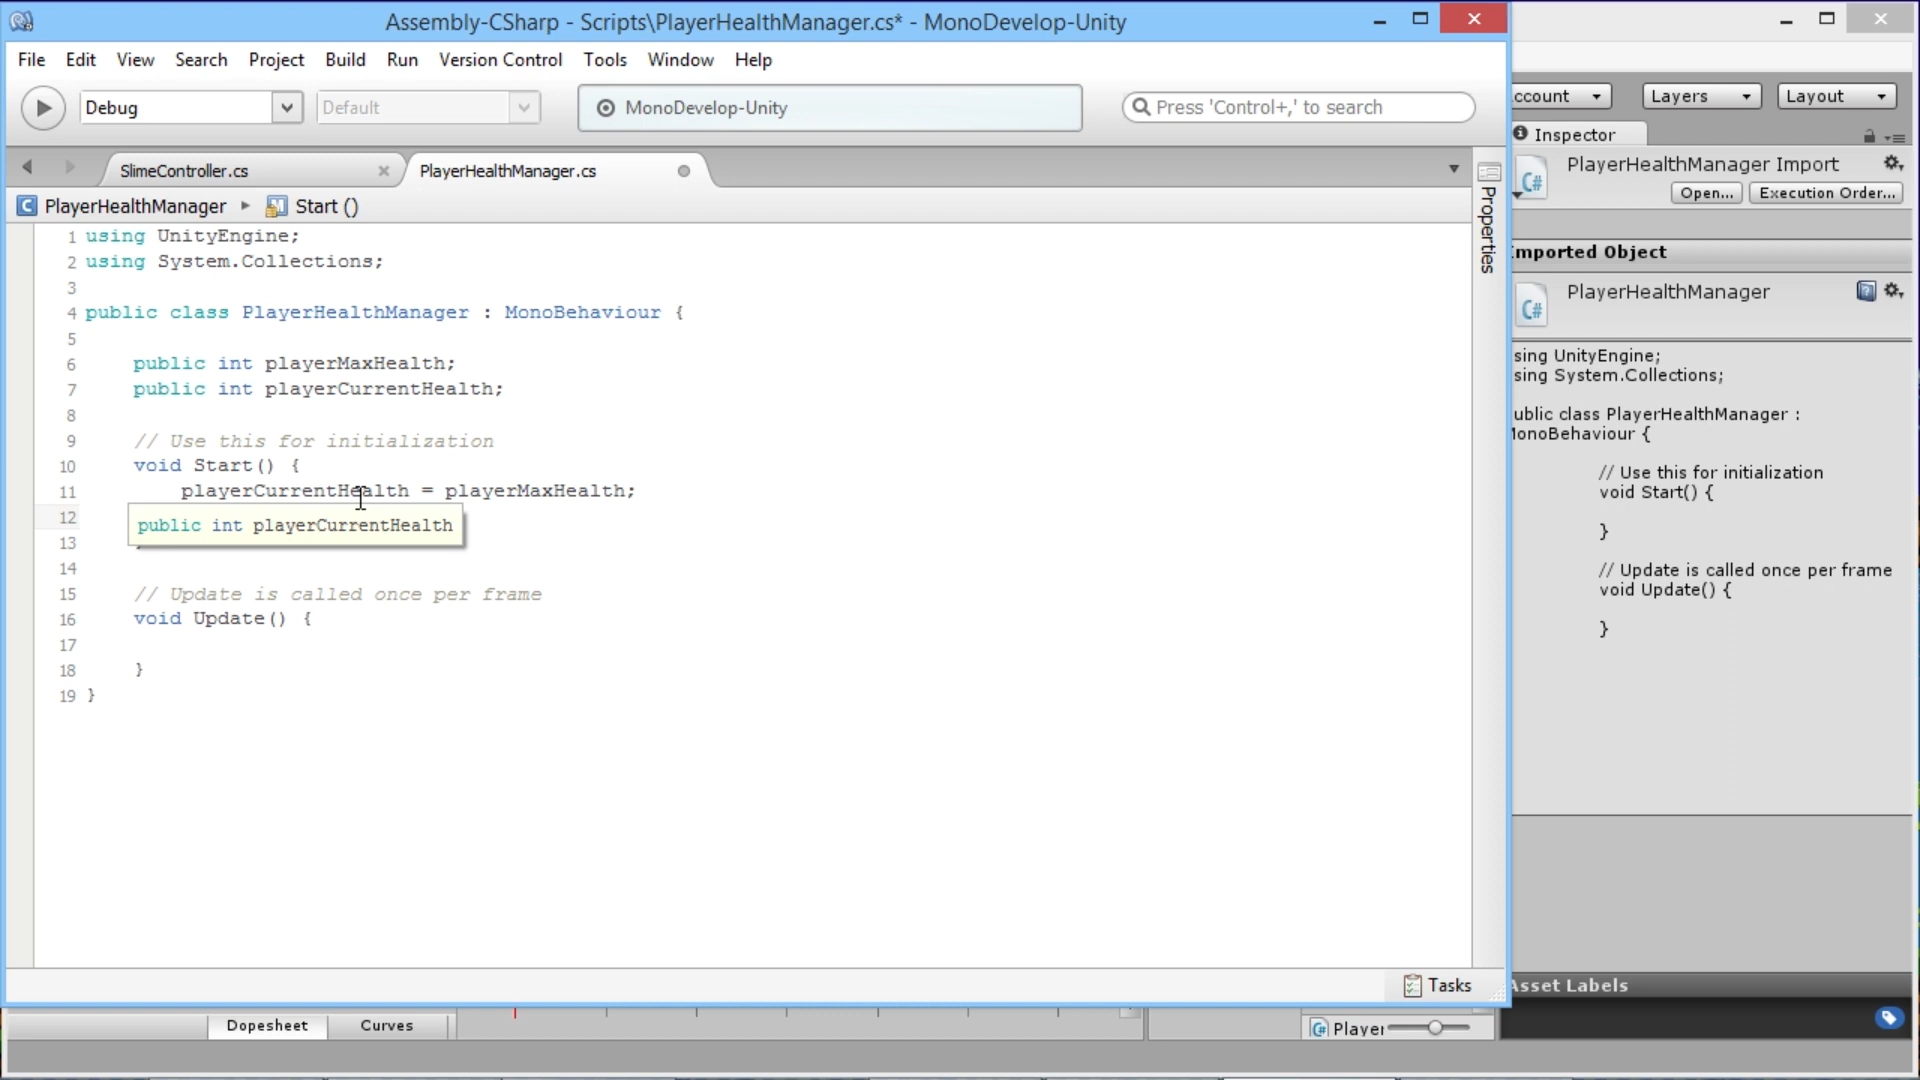 Assembly-CSharp - Scripts\PlayerHealthManager.cs* - MonoDevelop-Unity
File Edit View Search Project Build Run Version Control Tools Window Help
Debug Default MonoDevelop-Unity Press 'Control+,' to search
SlimeController.cs PlayerHealthManager.cs
PlayerHealthManager Start ()
1 using UnityEngine;
2 using System.Collections;
3
4 public class PlayerHealthManager : MonoBehaviour {
5
6 public int playerMaxHealth;
7 public int playerCurrentHealth;
8
9 // Use this for initialization
10 void Start() {
11 playerCurrentHealth = playerMaxHealth;
12
public int playerCurrentHealth
13
14
15 // Update is called once per frame
16 void Update() {
17
18 }
19 }
Properties
Tasks
Dopesheet Curves
ccount Layers Layout
Inspector
PlayerHealthManager Import
Open... Execution Order...
Imported Object
C# PlayerHealthManager
sing UnityEngine;
sing System.Collections;
ublic class PlayerHealthManager :
MonoBehaviour {
// Use this for initialization
void Start() {
}
// Update is called once per frame
void Update() {
}
Asset Labels
Player